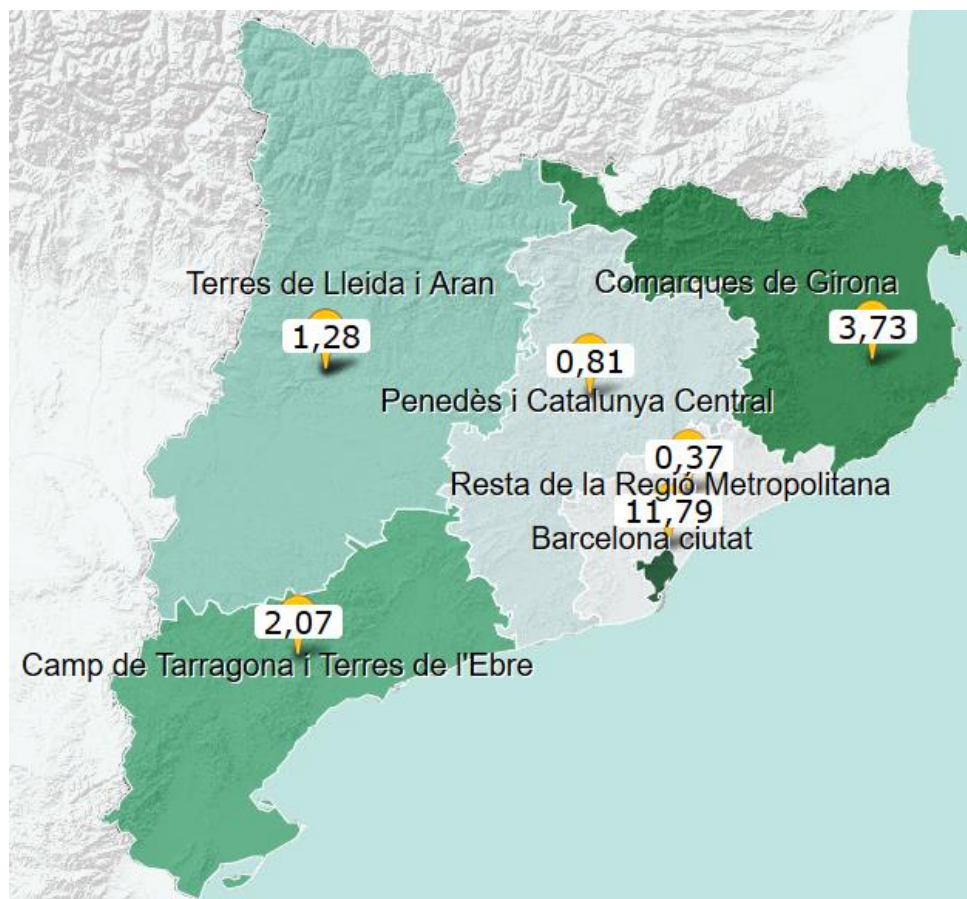 Terres de Lleida i Aran
1,28
Comarques de Girona
3,73
0,81
Penedès i Catalunya Central
0,37
Resta de la Regió Metropolitana
11,79
Barcelona ciutat
2,07
Camp de Tarragona i Terres de l'Ebre